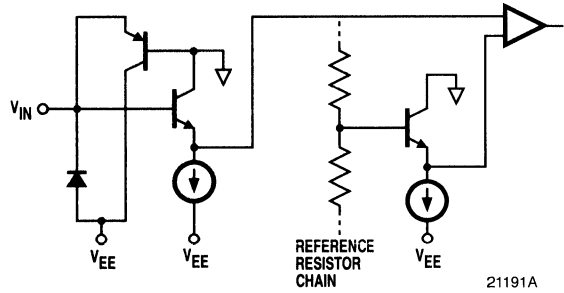 VIN
VEE
VEE
REFERENCE
RESISTOR
CHAIN
VEE
21191A